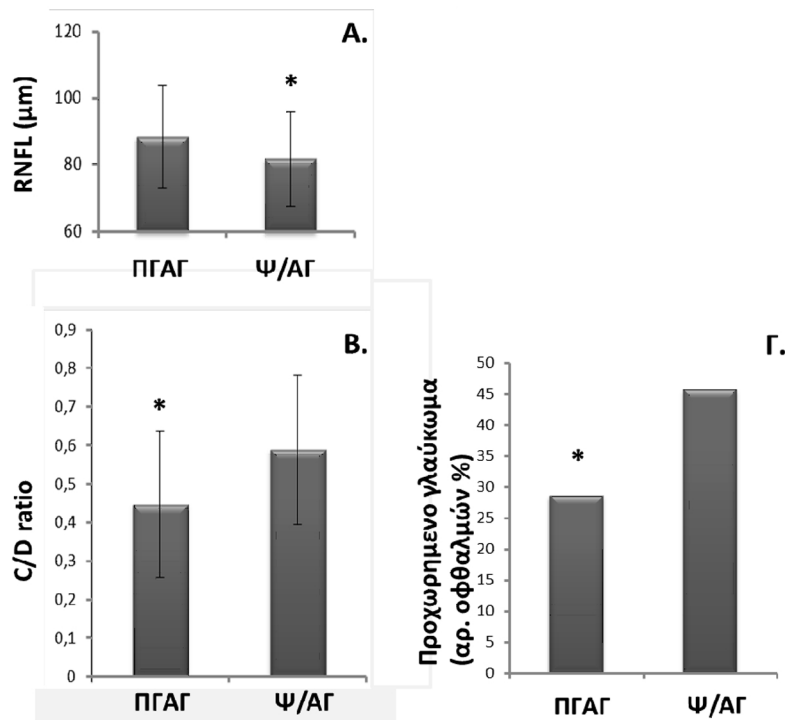 A.
RNFL (μm)
120
100
80
60
*
ΠΓΑΓ
Ψ/ΑΓ
B.
C/D ratio
0,9
0,8
0,7
0,6
0,5
0,4
0,3
0,2
0,1
0
*
ΠΓΑΓ
Ψ/ΑΓ
Γ.
Προχωρημενο γλαύκωμα
(αρ. οφθαλμών %)
50
45
40
35
30
25
20
15
10
5
0
*
ΠΓΑΓ
Ψ/ΑΓ